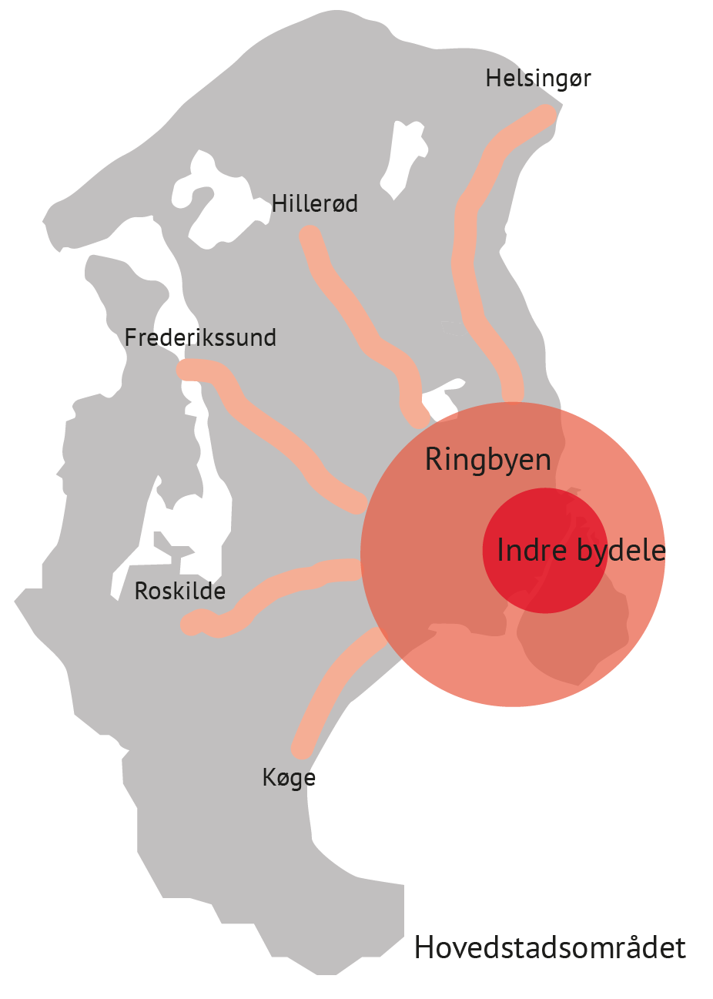 Helsingør
Hillerød
Frederikssund
Ringbyen
Indre bydele
Roskilde
Køge
Hovedstadsområdet